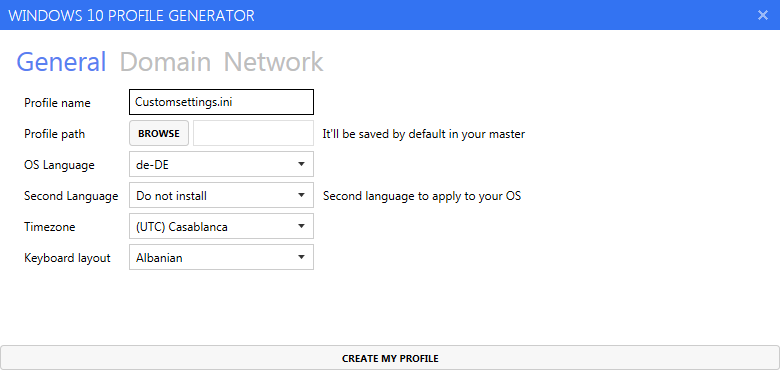 WINDOWS 10 PROFILE GENERATOR
General Domain Network
Profile name Customsettings.ini
Profile path BROWSE It'll be saved by default in your master
OS Language de-DE
Second Language Do not install Second language to apply to your OS
Timezone (UTC) Casablanca
Keyboard layout Albanian
CREATE MY PROFILE